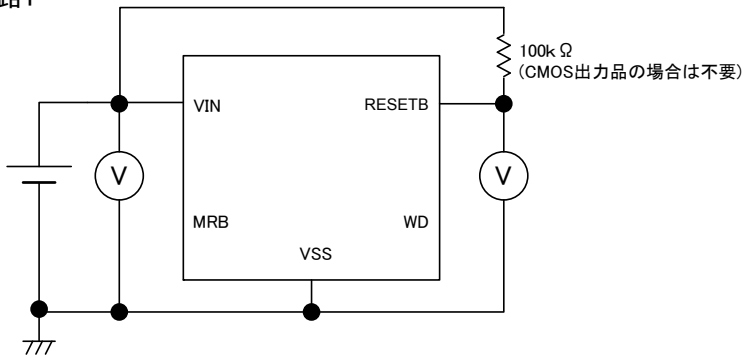 路1
100kΩ
(CMOS出力品の場合は不要)
VIN
RESETB
V
V
MRB
WD
VSS